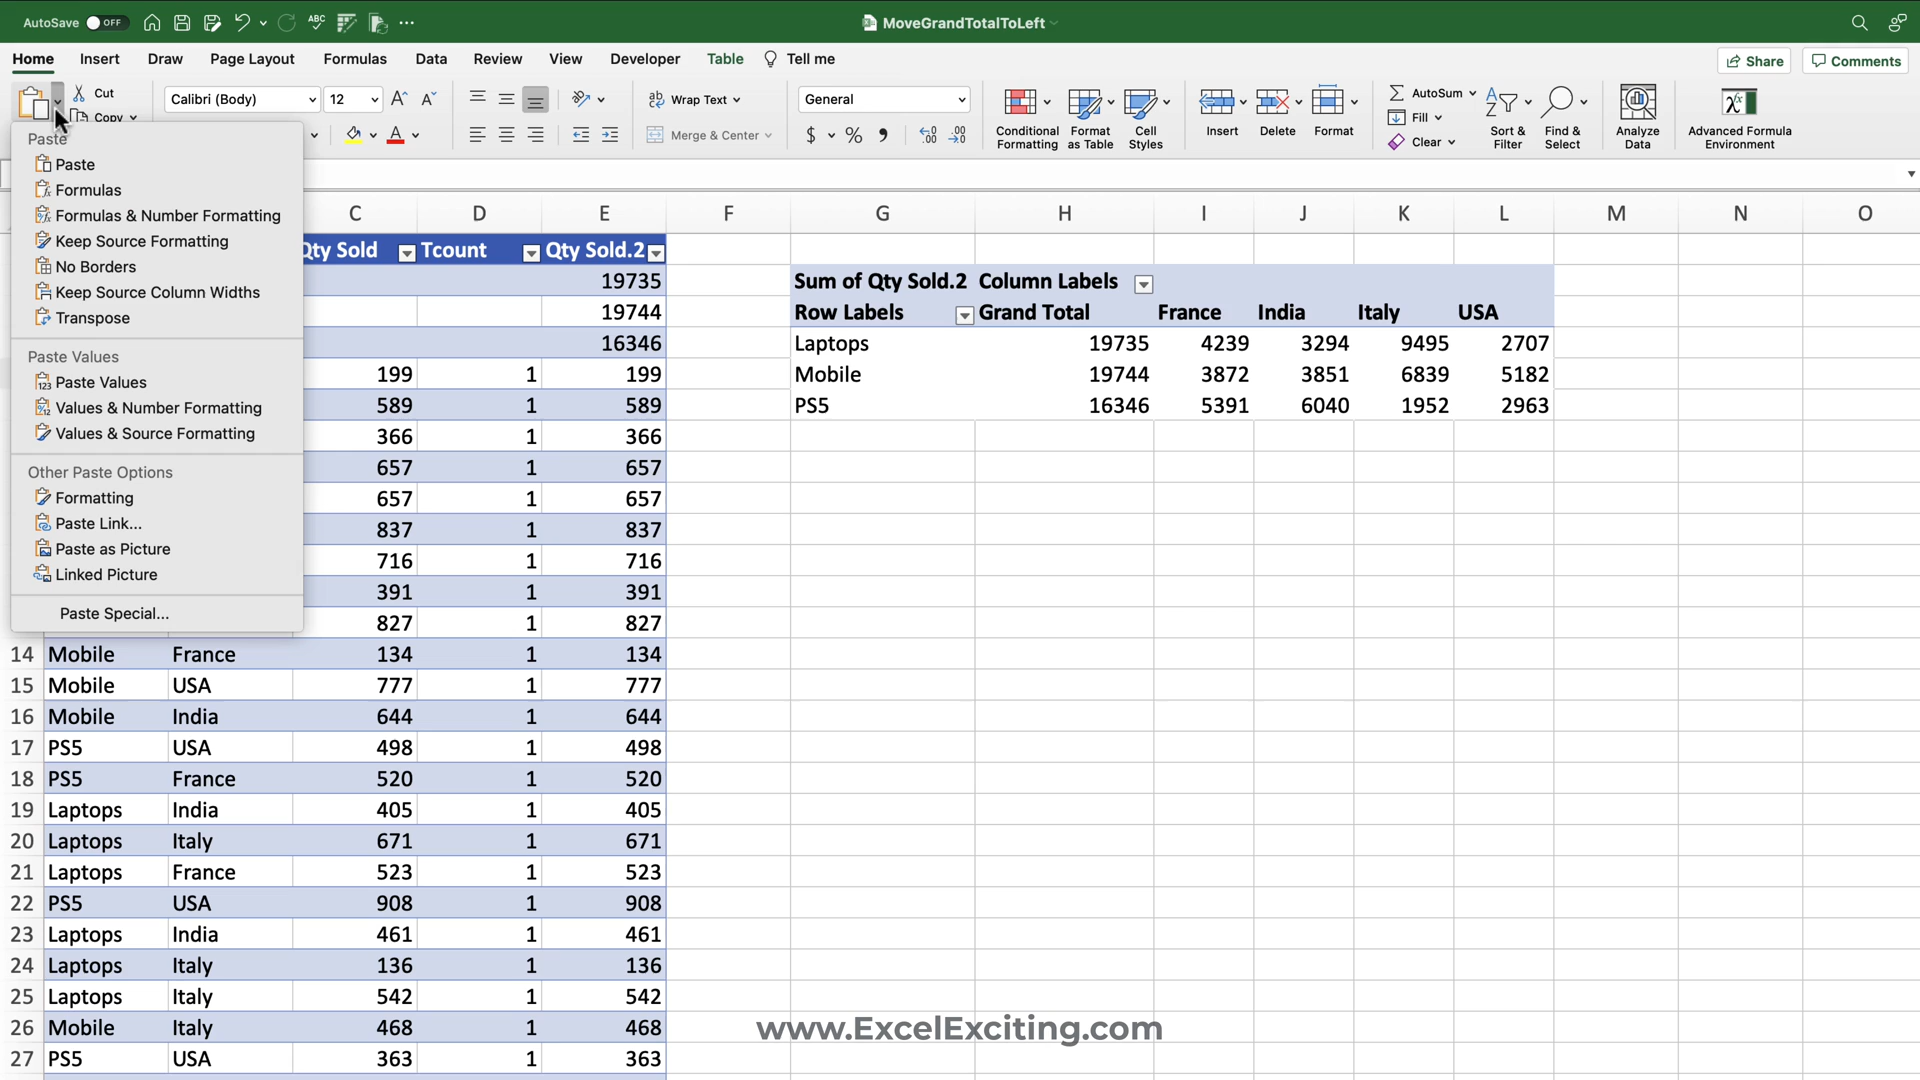 AutoSave OFF ABC MoveGrandTotalToLeft
Home Insert Draw Page Layout Formulas Data Review View Developer Table Tell me Share Comments
Cut
Copy
Calibri (Body) 12
Wrap Text
Merge & Center
General
$ % 
Conditional Formatting
Format as Table
Cell Styles
Insert
Delete
Format
AutoSum
Fill
Clear
Sort & Filter
Find & Select
Analyze Data
Advanced Formula Environment
Paste
Paste
Formulas
Formulas & Number Formatting
Keep Source Formatting
No Borders
Keep Source Column Widths
Transpose
Paste Values
Paste Values
Values & Number Formatting
Values & Source Formatting
Other Paste Options
Formatting
Paste Link...
Paste as Picture
Linked Picture
Paste Special...
C D E F G H I J K L M N O
Qty Sold Tcount Qty Sold.2
19735
19744
16346
199 1 199
589 1 589
366 1 366
657 1 657
657 1 657
837 1 837
716 1 716
391 1 391
827 1 827
14 Mobile France 134 1 134
15 Mobile USA 777 1 777
16 Mobile India 644 1 644
17 PS5 USA 498 1 498
18 PS5 France 520 1 520
19 Laptops India 405 1 405
20 Laptops Italy 671 1 671
21 Laptops France 523 1 523
22 PS5 USA 908 1 908
23 Laptops India 461 1 461
24 Laptops Italy 136 1 136
25 Laptops Italy 542 1 542
26 Mobile Italy 468 1 468
27 PS5 USA 363 1 363
Sum of Qty Sold.2 Column Labels
Row Labels Grand Total France India Italy USA
Laptops 19735 4239 3294 9495 2707
Mobile 19744 3872 3851 6839 5182
PS5 16346 5391 6040 1952 2963
www.ExcelExciting.com